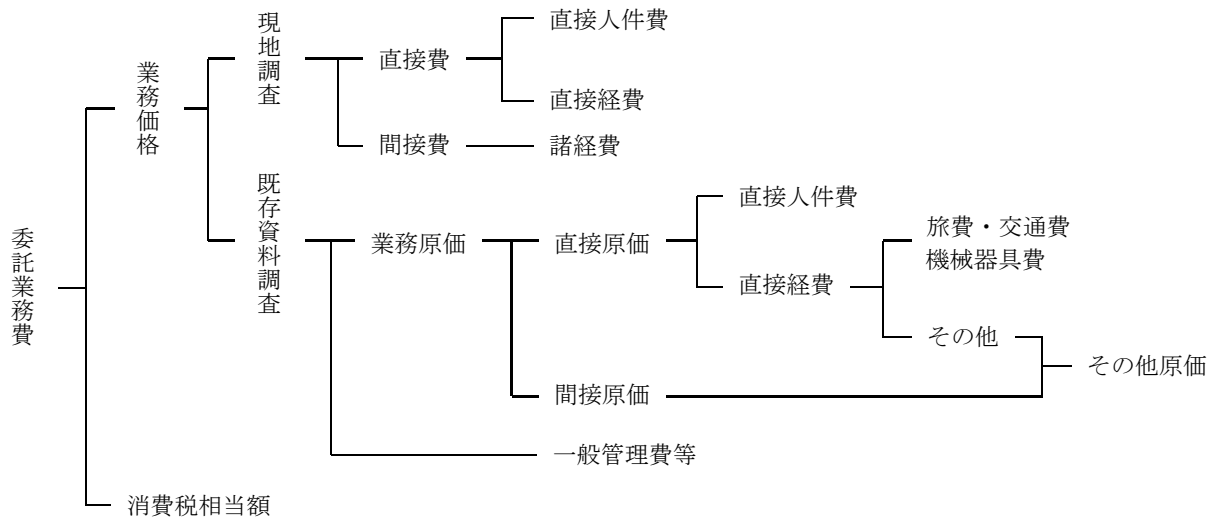 委託業務費
業務価格
現地調査
直接費
直接人件費
直接経費
間接費
諸経費
既存資料調査
業務原価
直接原価
直接人件費
直接経費
旅費・交通費
機械器具費
その他
間接原価
その他原価
一般管理費等
消費税相当額